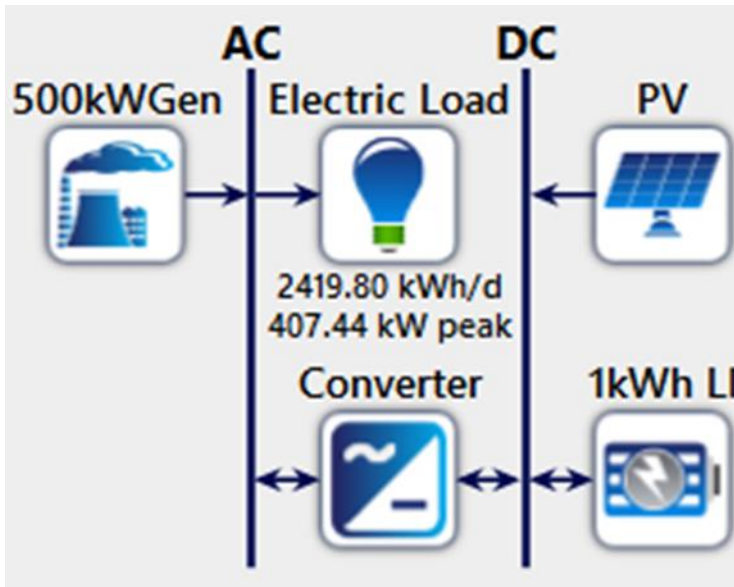 AC
DC
500kWGen
Electric Load
PV
2419.80 kWh/d
407.44 kW peak
Converter
1kWh